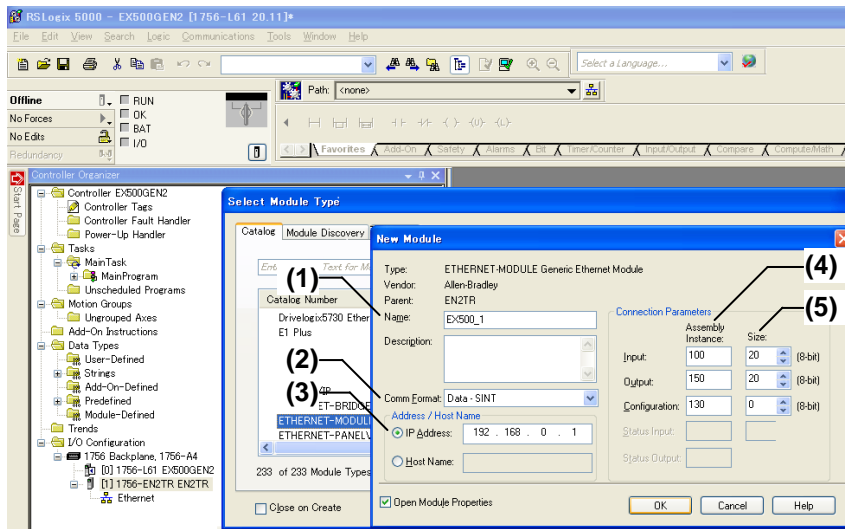 RSLogix 5000 - EX500GEN2 [1756-L61 20.11]*
File Edit View Search Logic Communications Tools Window Help
Select a Language...
Path: <none>
Offline
RUN
No Forces
OK
BAT
No Edits
I/O
Redundancy
Favorites Add-On Safety Alarms Bit Timer/Counter Input/Output Compare Compute/Math
Start Page
Controller Organizer
Controller EX500GEN2
Controller Tags
Controller Fault Handler
Power-Up Handler
Tasks
MainTask
MainProgram
Unscheduled Programs
Motion Groups
Ungrouped Axes
Add-On Instructions
Data Types
User-Defined
Strings
Add-On-Defined
Predefined
Module-Defined
Trends
I/O Configuration
1756 Backplane, 1756-A4
[0] 1756-L61 EX500GEN2
[1] 1756-EN2TR EN2TR
Ethernet
Select Module Type
Catalog Module Discovery
Text for M
Catalog Number
Drivelogix5730 Ether
E1 Plus
ET-BRIDGE
ETHERNET-MODUL
ETHERNET-PANELV
233 of 233 Module Types
Close on Create
New Module
Type: ETHERNET-MODULE Generic Ethernet Module
Vendor: Allen-Bradley
Parent: EN2TR
(1)
Name: EX500_1
Description:
(2)
Comm Format: Data - SINT
(3)
Address / Host Name
IP Address: 192 . 168 . 0 . 1
Host Name:
Open Module Properties
(4)
(5)
Connection Parameters
Assembly Instance: Size:
Input: 100 20 (8-bit)
Output: 150 20 (8-bit)
Configuration: 130 0 (8-bit)
Status Input:
Status Output:
OK Cancel Help